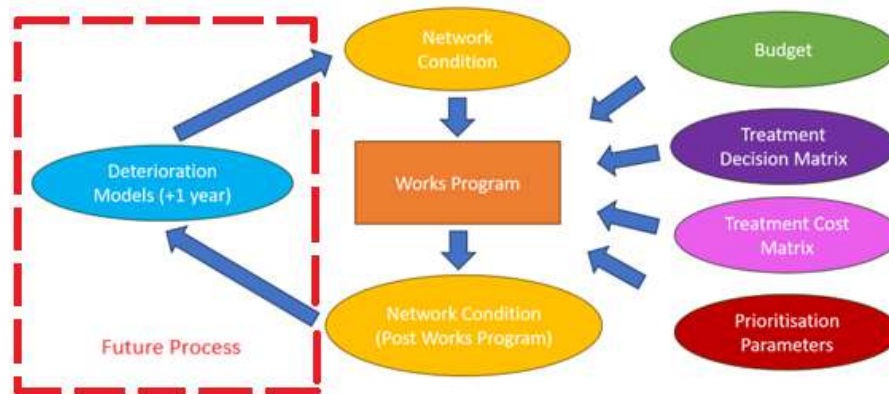 Network
Condition
Budget
Treatment
Decision Matrix
Deterioration
Models (+1 year)
Works Program
Treatment Cost
Matrix
Network Condition
(Post Works Program)
Prioritisation
Parameters
Future Process